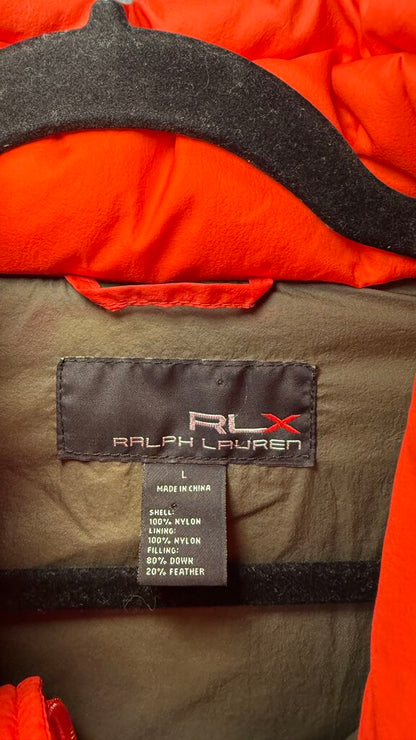 RLX
RALPH LAUREN
L
MADE IN CHINA
SHELL:
100% NYLON
LINING:
100% NYLON
FILLING:
80% DOWN
20% FEATHER